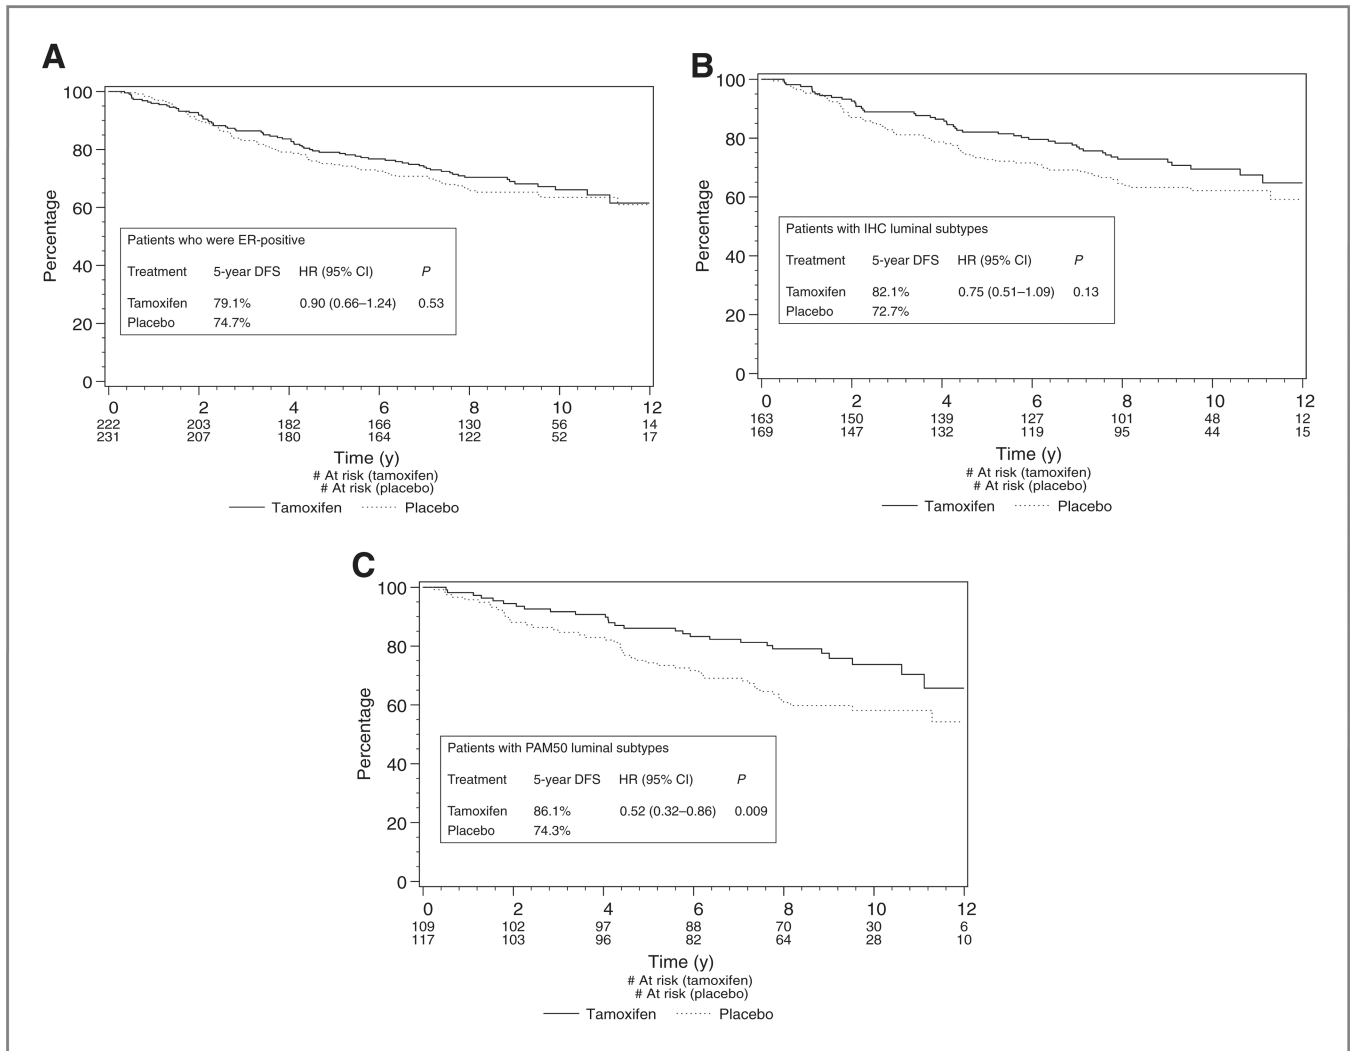 A
100
80
60
40
20
0
Percentage
Patients who were ER-positive
Treatment 5-year DFS HR (95% CI) P
Tamoxifen 79.1% 0.90 (0.66–1.24) 0.53
Placebo 74.7%
0 2 4 6 8 10 12
222 203 182 166 130 56 14
231 207 180 164 122 52 17
Time (y)
# At risk (tamoxifen)
# At risk (placebo)
Tamoxifen Placebo
B
100
80
60
40
20
0
Percentage
Patients with IHC luminal subtypes
Treatment 5-year DFS HR (95% CI) P
Tamoxifen 82.1% 0.75 (0.51–1.09) 0.13
Placebo 72.7%
0 2 4 6 8 10 12
163 150 139 127 101 48 12
169 147 132 119 95 44 15
Time (y)
# At risk (tamoxifen)
# At risk (placebo)
Tamoxifen Placebo
C
100
80
60
40
20
0
Percentage
Patients with PAM50 luminal subtypes
Treatment 5-year DFS HR (95% CI) P
Tamoxifen 86.1% 0.52 (0.32–0.86) 0.009
Placebo 74.3%
0 2 4 6 8 10 12
109 102 97 88 70 30 6
117 103 96 82 64 28 10
Time (y)
# At risk (tamoxifen)
# At risk (placebo)
Tamoxifen Placebo